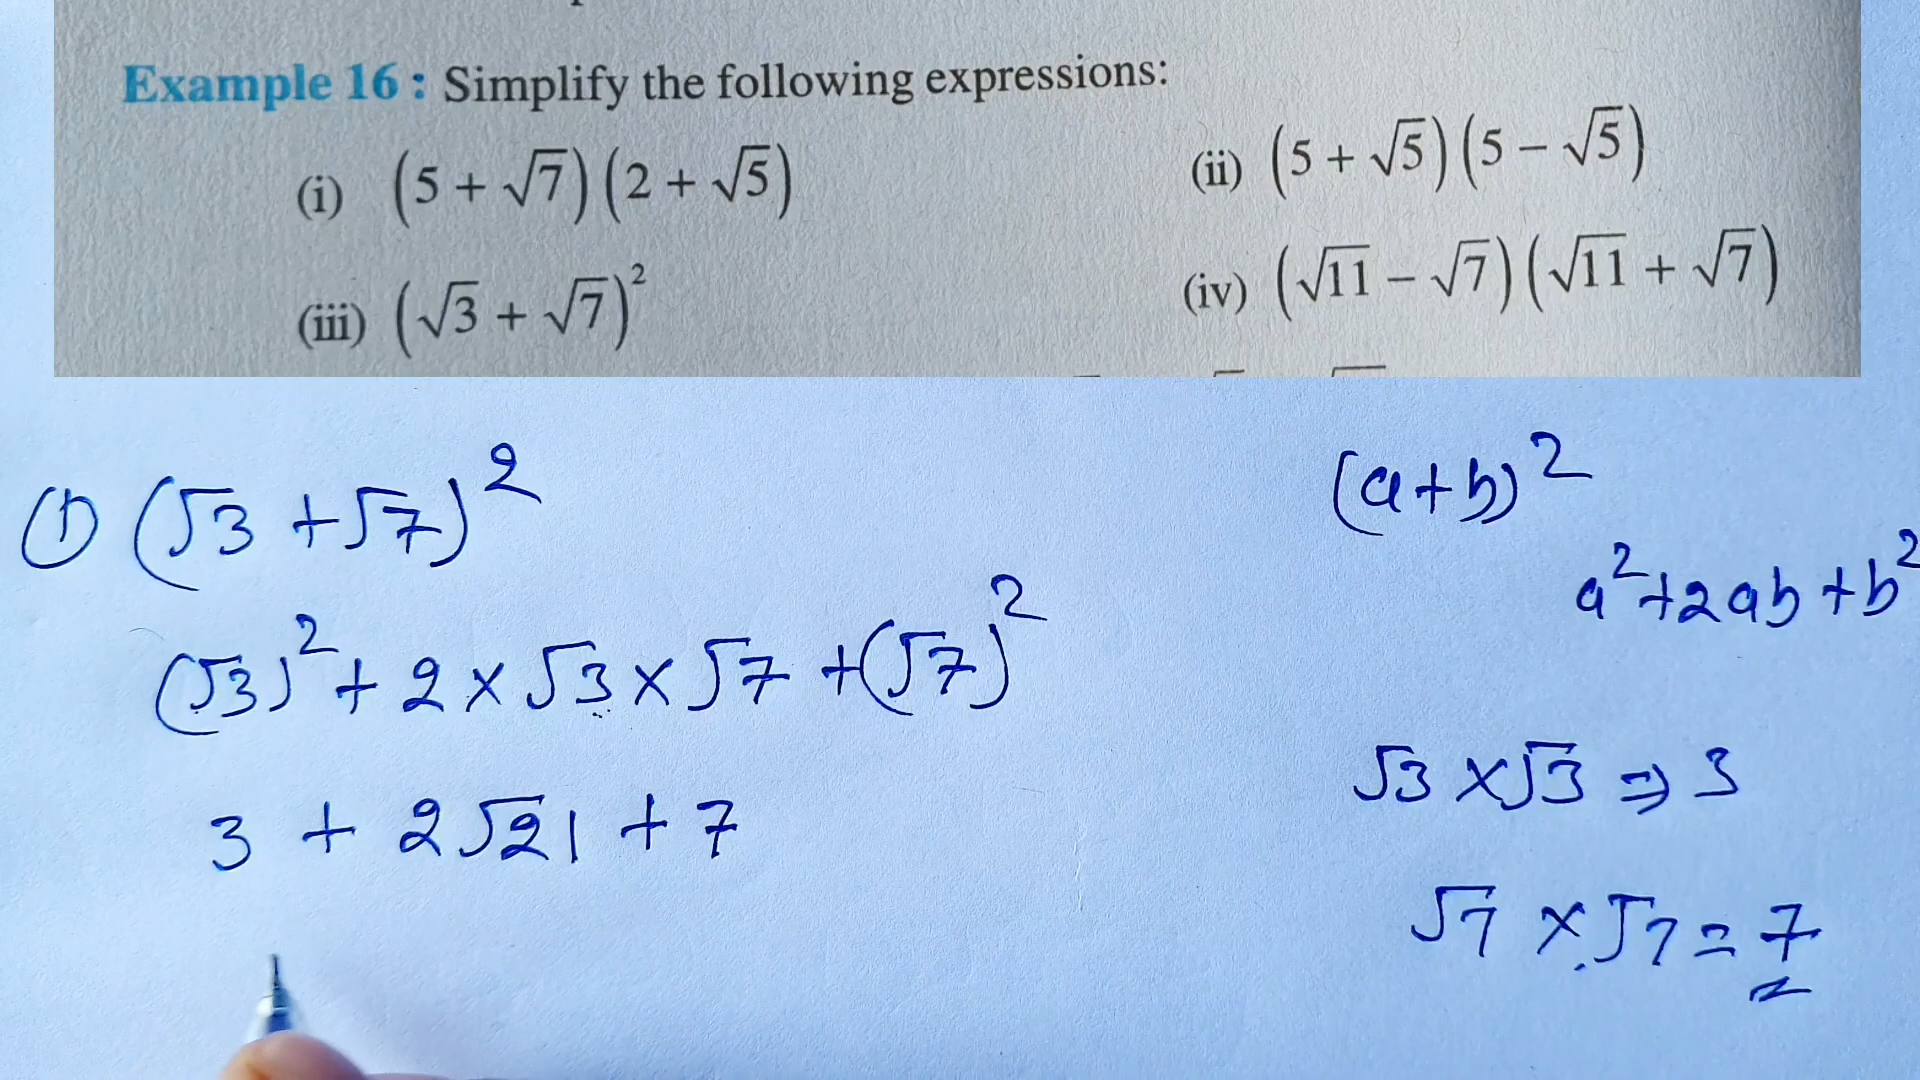 Example 16 : Simplify the following expressions:
(i) (5 + √7) (2 + √5)
(ii) (5 + √5) (5 − √5)
(iii) (√3 + √7)²
(iv) (√11 − √7) (√11 + √7)
① (√3 + √7)²
(√3)² + 2 × √3 × √7 + (√7)²
3 + 2√21 + 7
(a+b)²
a²+2ab+b²
√3 × √3 ⇒ 3
√7 × √7 = 7